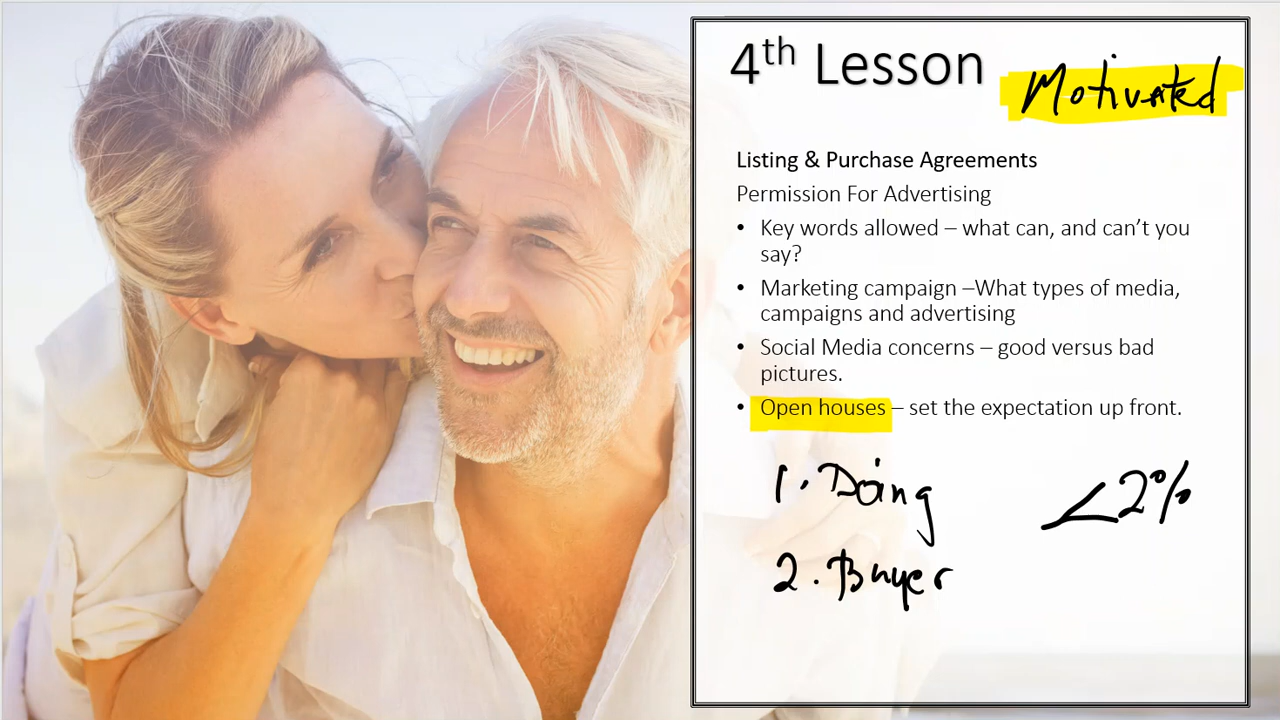 4th Lesson
Motivated
Listing & Purchase Agreements
Permission For Advertising
• Key words allowed – what can, and can’t you
say?
• Marketing campaign –What types of media,
campaigns and advertising
• Social Media concerns – good versus bad
pictures.
• Open houses – set the expectation up front.
1. Doing <2%
2. Buyer